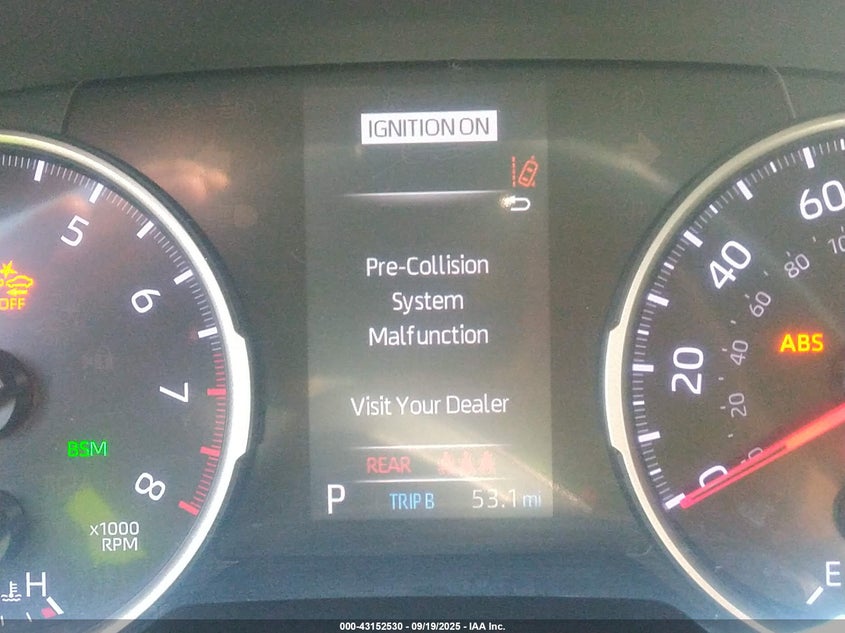 IGNITION ON
Pre-Collision
System
Malfunction
Visit Your Dealer
REAR
P TRIP B 53.1 mi
5
6
7
8
OFF
BSM
x1000
RPM
H
60
40
20
0
80
60
40
20
ABS
E
000-43152530 - 09/19/2025 - IAA Inc.